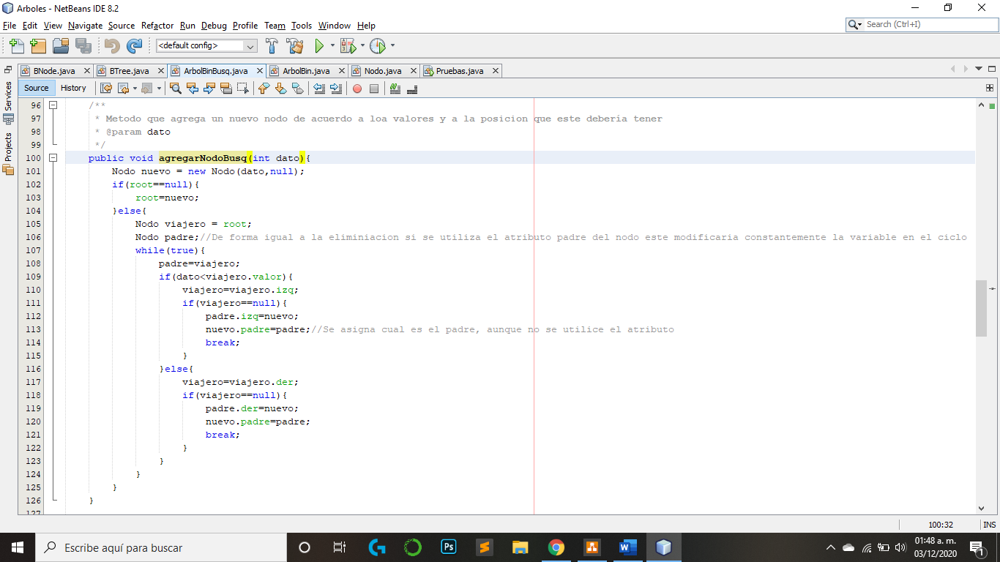 Arboles - NetBeans IDE 8.2
File Edit View Navigate Source Refactor Run Debug Profile Team Tools Window Help
Search (Ctrl+I)
<default config>
BNode.java BTree.java ArbolBinBusq.java ArbolBin.java Nodo.java Pruebas.java
Source History
Services
Projects
96 /**
97 * Metodo que agrega un nuevo nodo de acuerdo a loa valores y a la posicion que este debería tener
98 * @param dato
99 */
100 public void agregarNodoBusq(int dato){
101 Nodo nuevo = new Nodo(dato,null);
102 if(root==null){
103 root=nuevo;
104 }else{
105 Nodo viajero = root;
106 Nodo padre;//De forma igual a la eliminiacion si se utiliza el atributo padre del nodo este modificaria constantemente la variable en el ciclo
107 while(true){
108 padre=viajero;
109 if(dato<viajero.valor){
110 viajero=viajero.izq;
111 if(viajero==null){
112 padre.izq=nuevo;
113 nuevo.padre=padre;//Se asigna cual es el padre, aunque no se utilice el atributo
114 break;
115 }
116 }else{
117 viajero=viajero.der;
118 if(viajero==null){
119 padre.der=nuevo;
120 nuevo.padre=padre;
121 break;
122 }
123 }
124 }
125 }
126 }
127
100:32 INS
Escribe aquí para buscar
Ps
01:48 a. m.
03/12/2020
1